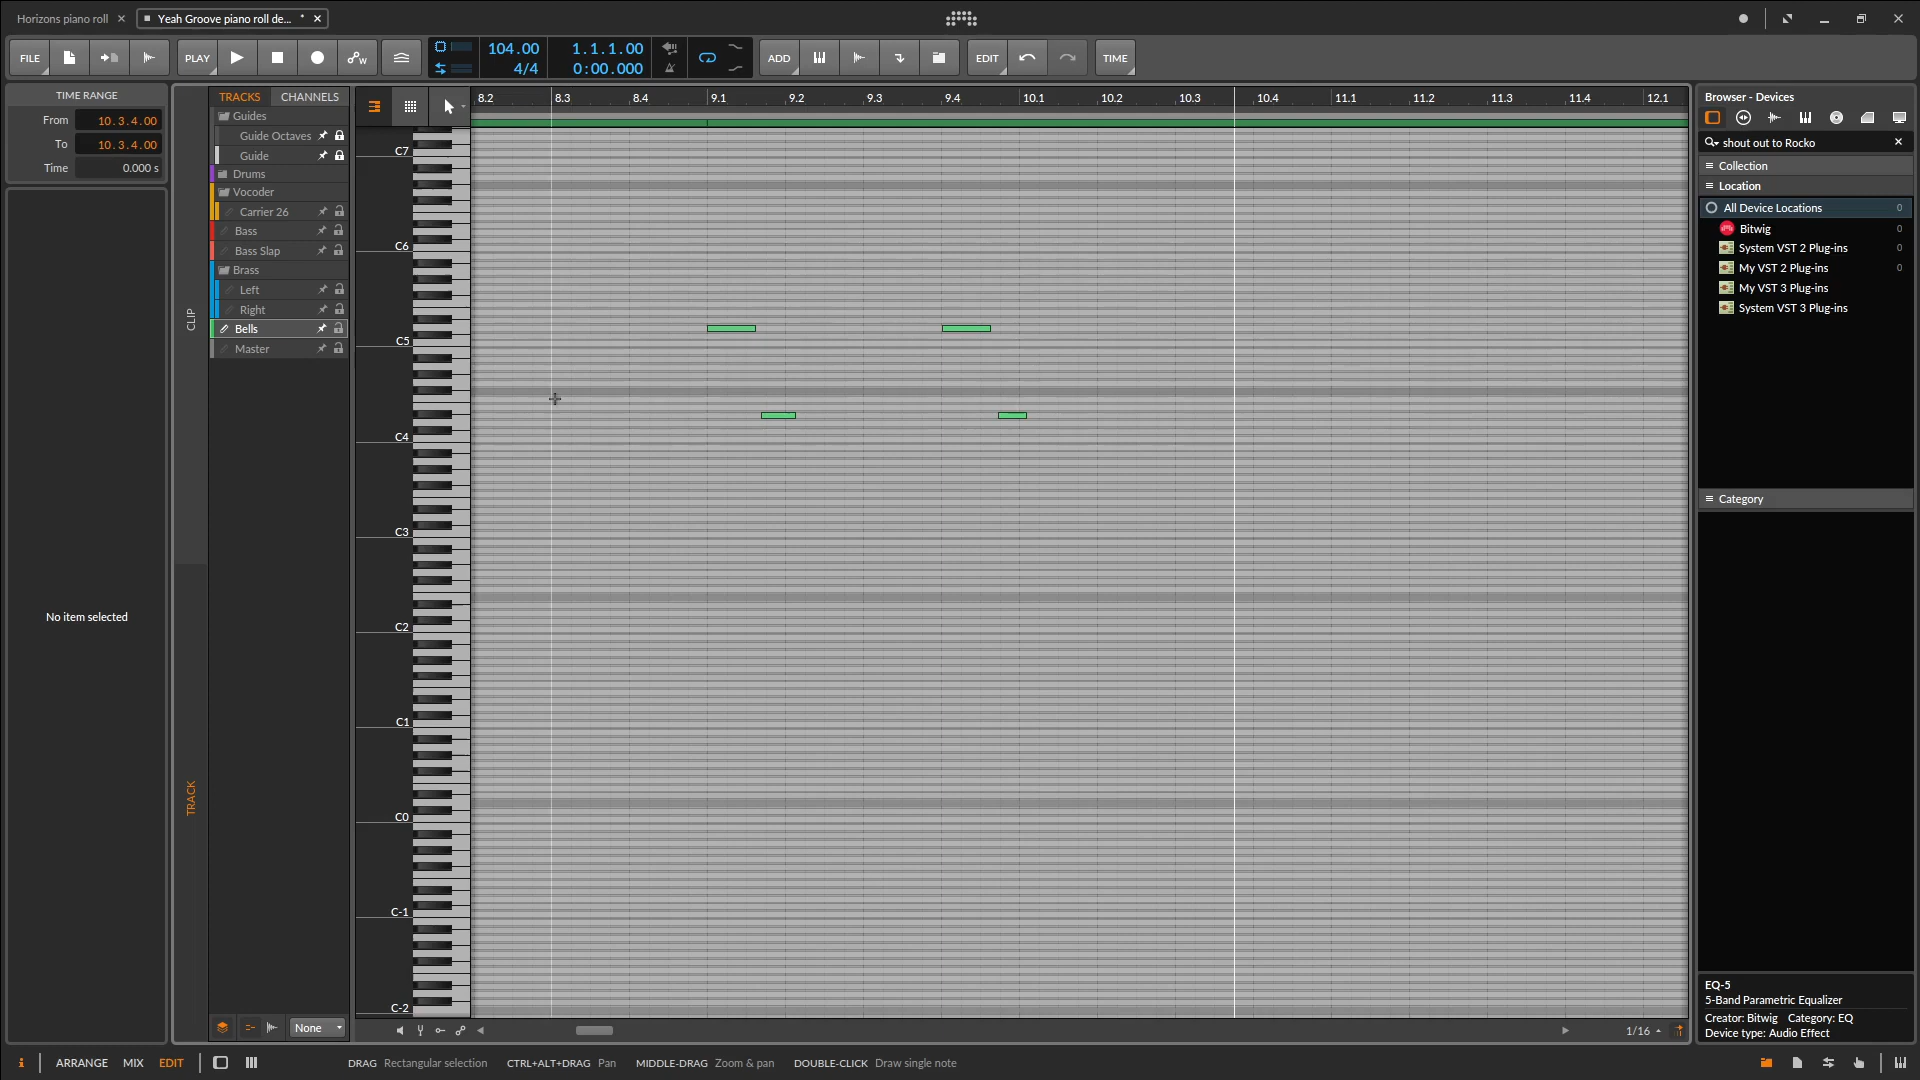 Horizons piano roll
Yeah Groove piano roll de... *
FILE
PLAY
104.00
4/4
1.1.1.00
0:00.000
ADD
EDIT
TIME
TIME RANGE
From 10.3.4.00
To 10.3.4.00
Time 0.000 s
No item selected
CLIP
TRACK
TRACKS CHANNELS
Guides
Guide Octaves
Guide
Drums
Vocoder
Carrier 26
Bass
Bass Slap
Brass
Left
Right
Bells
Master
None
8.2 8.3 8.4 9.1 9.2 9.3 9.4 10.1 10.2 10.3 10.4 11.1 11.2 11.3 11.4 12.1
C7
C6
C5
C4
C3
C2
C1
C0
C-1
C-2
1/16
Browser - Devices
shout out to Rocko
Collection
Location
All Device Locations 0
Bitwig 0
System VST 2 Plug-ins 0
My VST 2 Plug-ins 0
My VST 3 Plug-ins
System VST 3 Plug-ins
Category
EQ-5
5-Band Parametric Equalizer
Creator: Bitwig Category: EQ
Device type: Audio Effect
i ARRANGE MIX EDIT
DRAG Rectangular selection CTRL+ALT+DRAG Pan MIDDLE-DRAG Zoom & pan DOUBLE-CLICK Draw single note